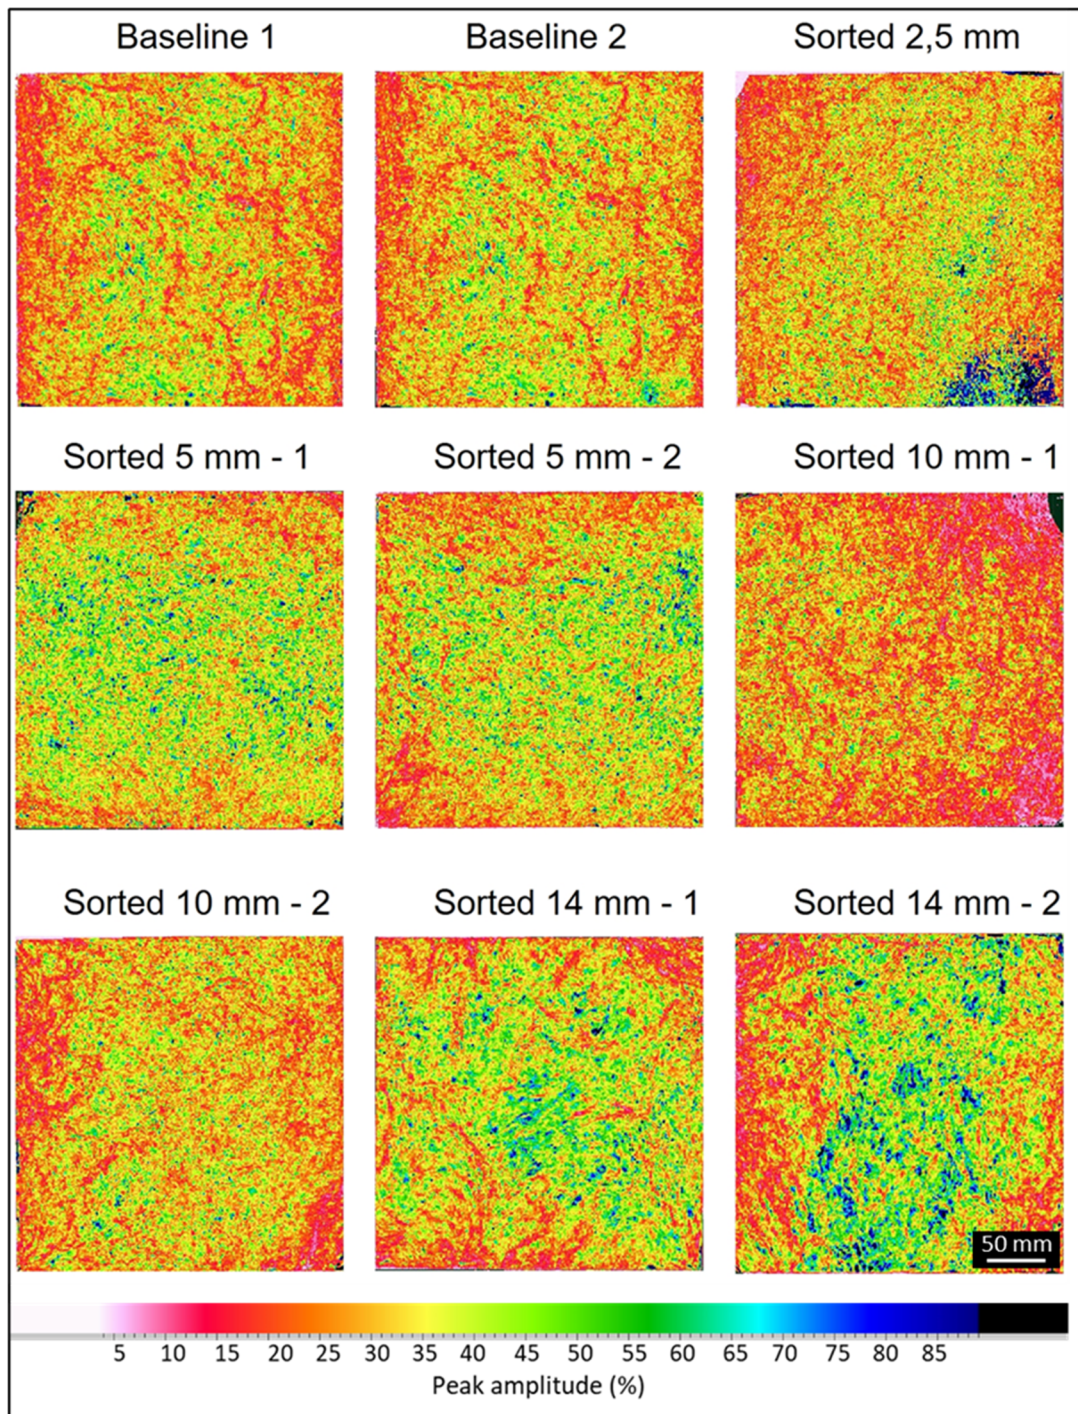 Baseline 1 Baseline 2 Sorted 2,5 mm
Sorted 5 mm - 1 Sorted 5 mm - 2 Sorted 10 mm - 1
Sorted 10 mm - 2 Sorted 14 mm - 1 Sorted 14 mm - 2
50 mm
5 10 15 20 25 30 35 40 45 50 55 60 65 70 75 80 85
Peak amplitude (%)